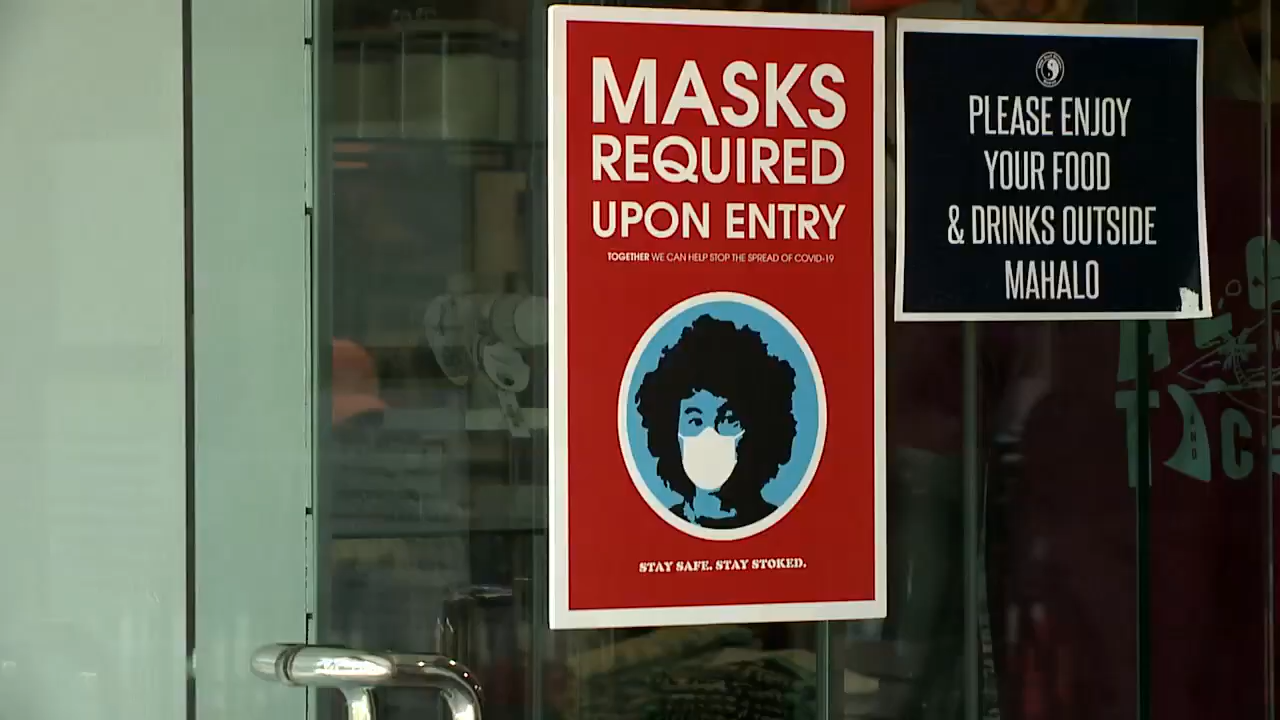 MASKS
REQUIRED
UPON ENTRY
TOGETHER WE CAN HELP STOP THE SPREAD OF COVID-19
STAY SAFE. STAY STOKED.
PLEASE ENJOY
YOUR FOOD
& DRINKS OUTSIDE
MAHALO